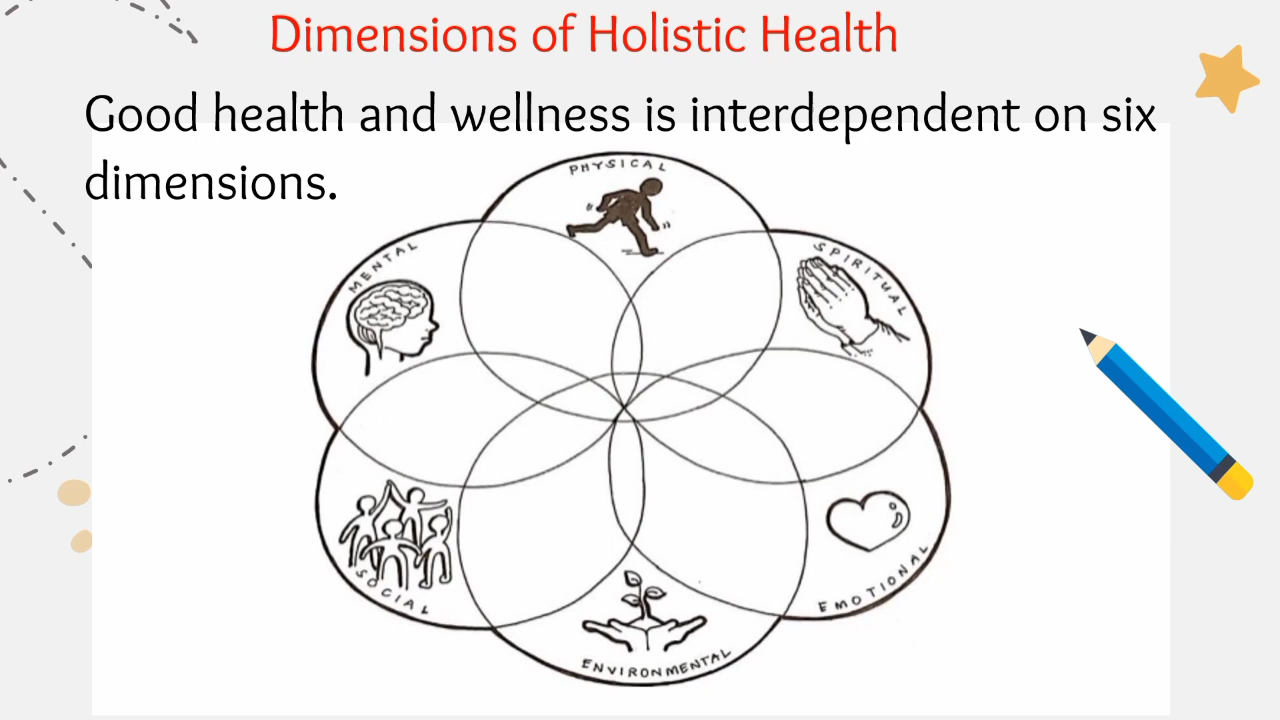 Dimensions of Holistic Health
Good health and wellness is interdependent on six
dimensions.
PHYSICAL
MENTAL
SPIRITUAL
SOCIAL
EMOTIONAL
ENVIRONMENTAL